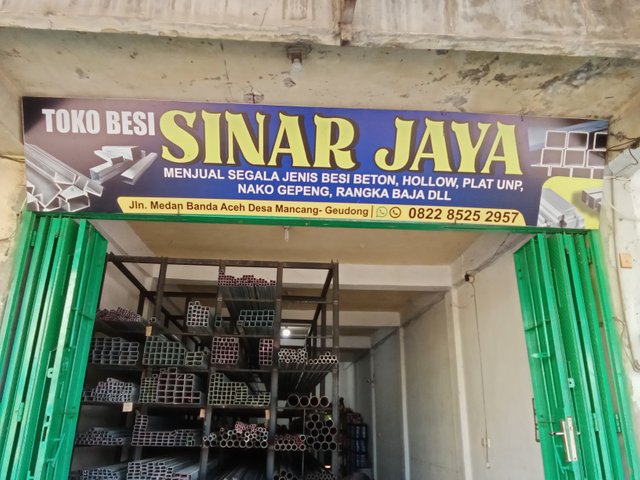 TOKO BESI SINAR JAYA
MENJUAL SEGALA JENIS BESI BETON, HOLLOW, PLAT UNP,
NAKO GEPENG, RANGKA BAJA DLL
Jln. Medan Banda Aceh Desa Mancang- Geudong 0822 8525 2957